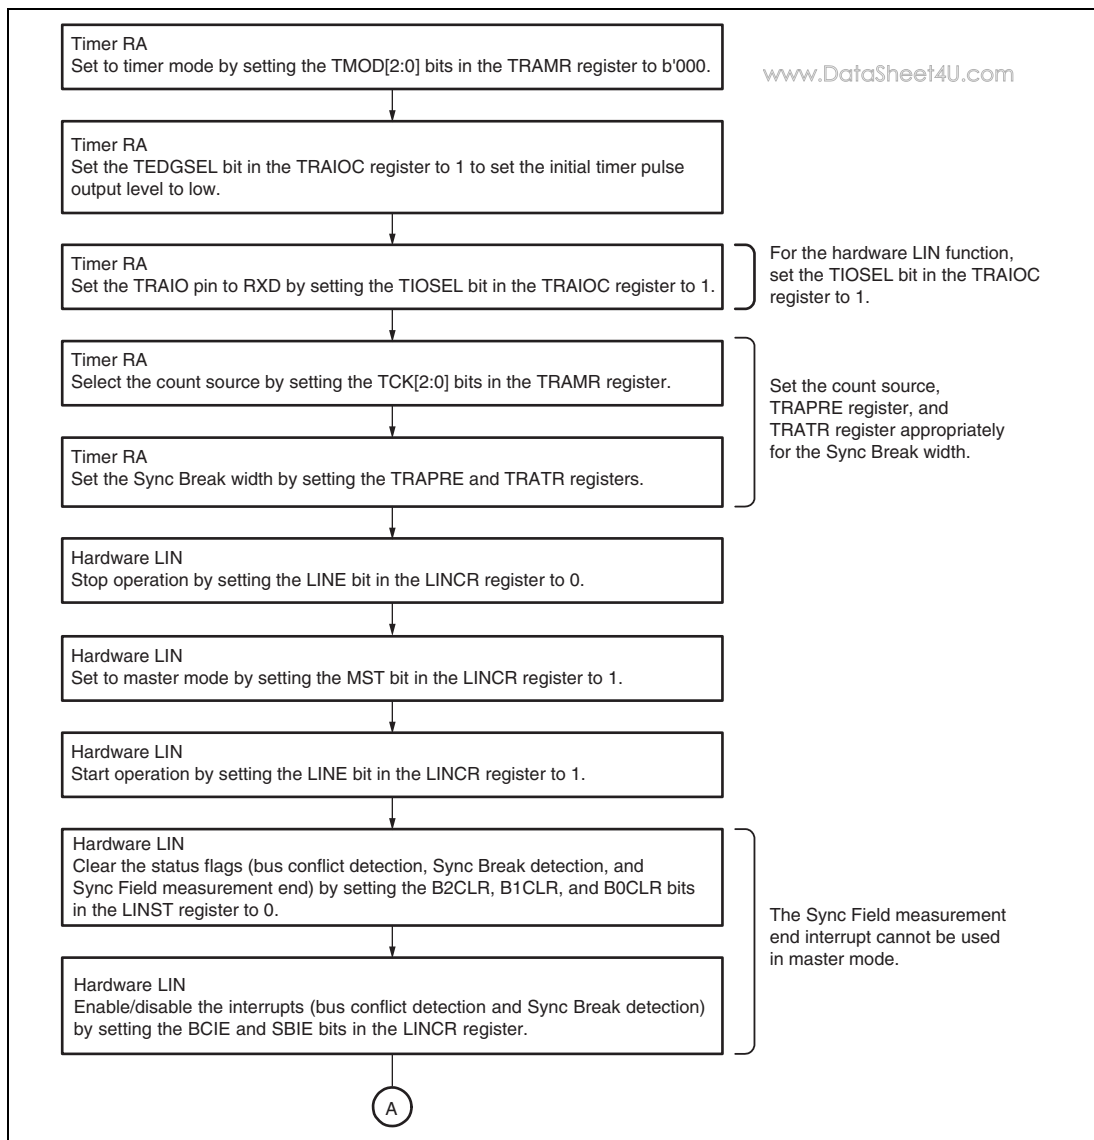 Timer RA
Set to timer mode by setting the TMOD[2:0] bits in the TRAMR register to b'000.
www.DataSheet4U.com
Timer RA
Set the TEDGSEL bit in the TRAIOC register to 1 to set the initial timer pulse
output level to low.
Timer RA
Set the TRAIO pin to RXD by setting the TIOSEL bit in the TRAIOC register to 1.
For the hardware LIN function,
set the TIOSEL bit in the TRAIOC
register to 1.
Timer RA
Select the count source by setting the TCK[2:0] bits in the TRAMR register.
Timer RA
Set the Sync Break width by setting the TRAPRE and TRATR registers.
Set the count source,
TRAPRE register, and
TRATR register appropriately
for the Sync Break width.
Hardware LIN
Stop operation by setting the LINE bit in the LINCR register to 0.
Hardware LIN
Set to master mode by setting the MST bit in the LINCR register to 1.
Hardware LIN
Start operation by setting the LINE bit in the LINCR register to 1.
Hardware LIN
Clear the status flags (bus conflict detection, Sync Break detection, and
Sync Field measurement end) by setting the B2CLR, B1CLR, and B0CLR bits
in the LINST register to 0.
Hardware LIN
Enable/disable the interrupts (bus conflict detection and Sync Break detection)
by setting the BCIE and SBIE bits in the LINCR register.
The Sync Field measurement
end interrupt cannot be used
in master mode.
A